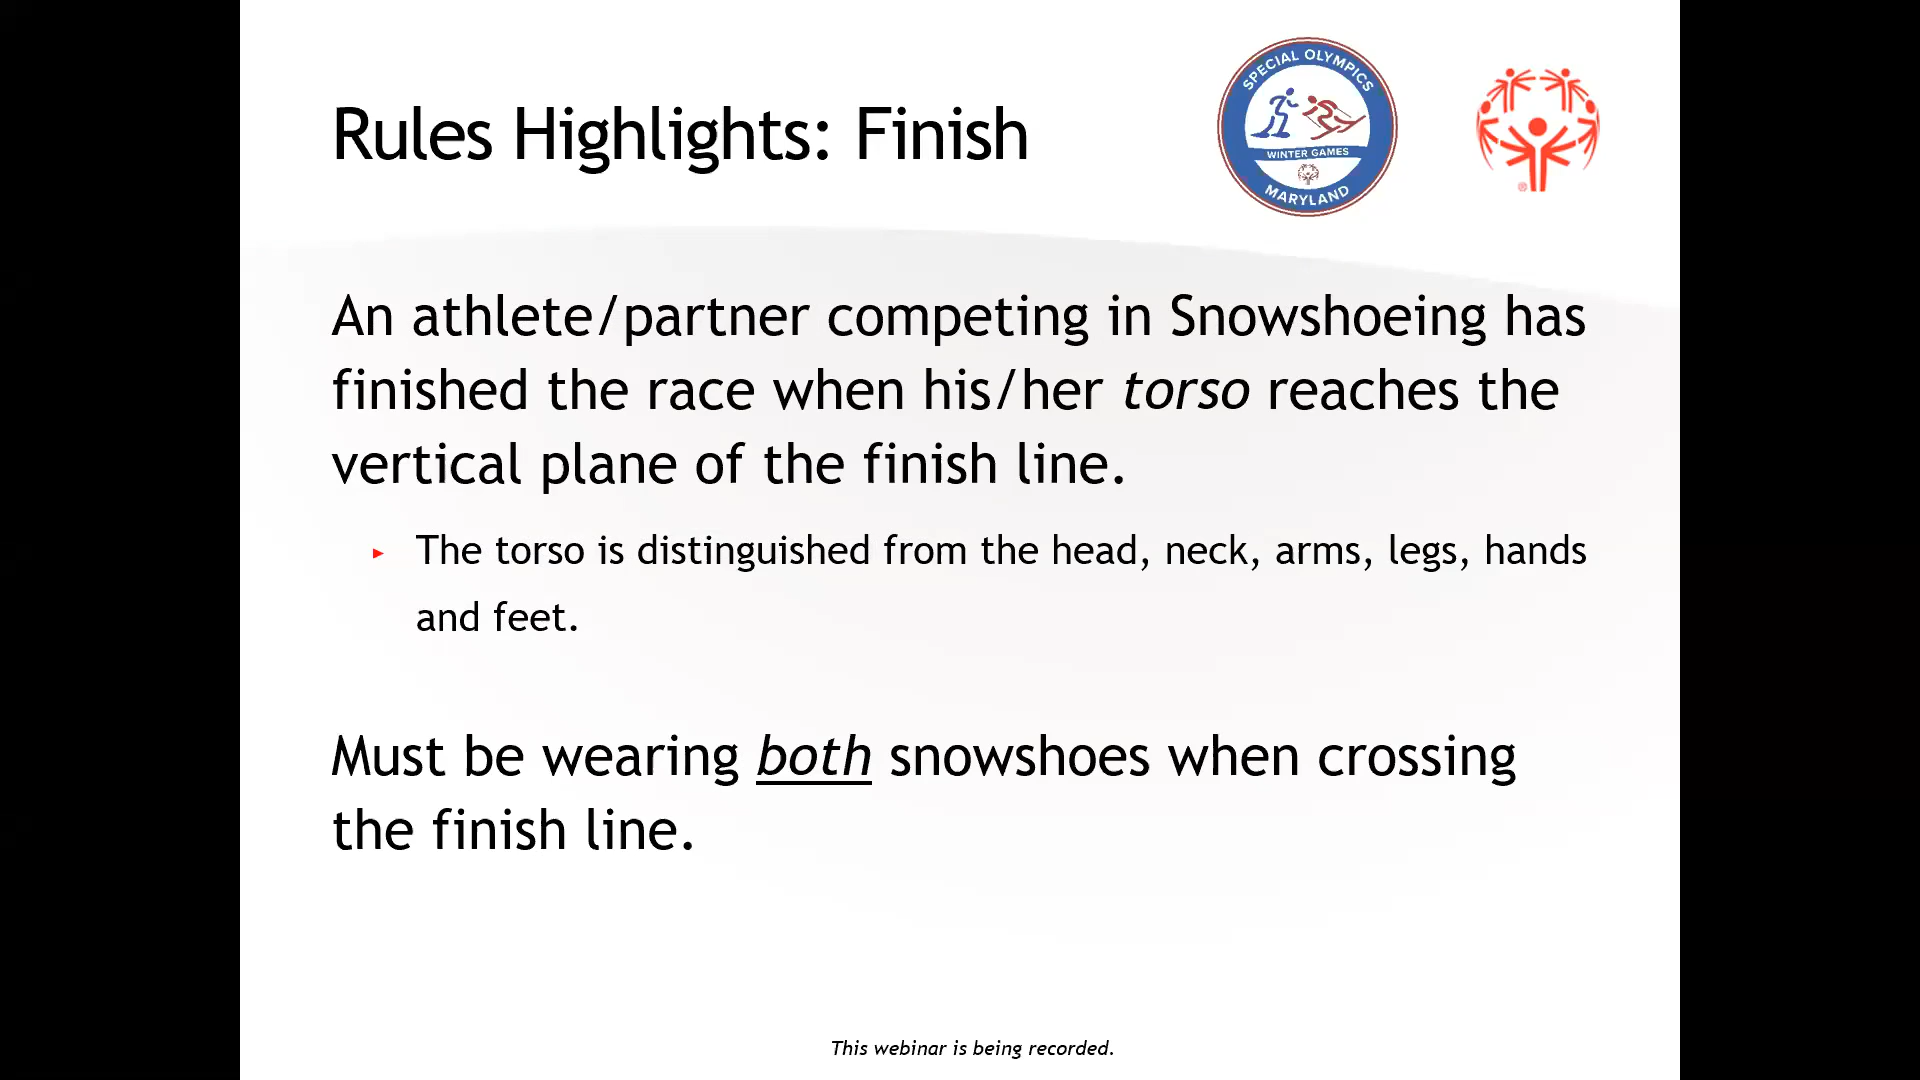 SPECIAL OLYMPICS
WINTER GAMES
MARYLAND
®
Rules Highlights: Finish
An athlete/partner competing in Snowshoeing has
finished the race when his/her torso reaches the
vertical plane of the finish line.
▸ The torso is distinguished from the head, neck, arms, legs, hands
and feet.
Must be wearing both snowshoes when crossing
the finish line.
This webinar is being recorded.